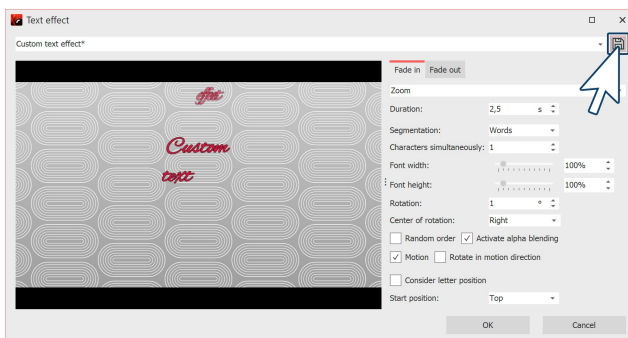 Text effect
Custom text effect*
Fade in Fade out
Zoom
Duration: 2,5 s
Segmentation: Words
Characters simultaneously: 1
Font width: 100%
Font height: 100%
Rotation: 1 °
Center of rotation: Right
Random order Activate alpha blending
Motion Rotate in motion direction
Consider letter position
Start position: Top
OK Cancel
effect
Custom
text